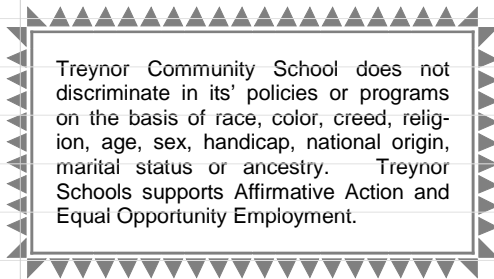 Treynor Community School does not
discriminate in its’ policies or programs
on the basis of race, color, creed, relig-
ion, age, sex, handicap, national origin,
marital status or ancestry.  Treynor
Schools supports Affirmative Action and
Equal Opportunity Employment.